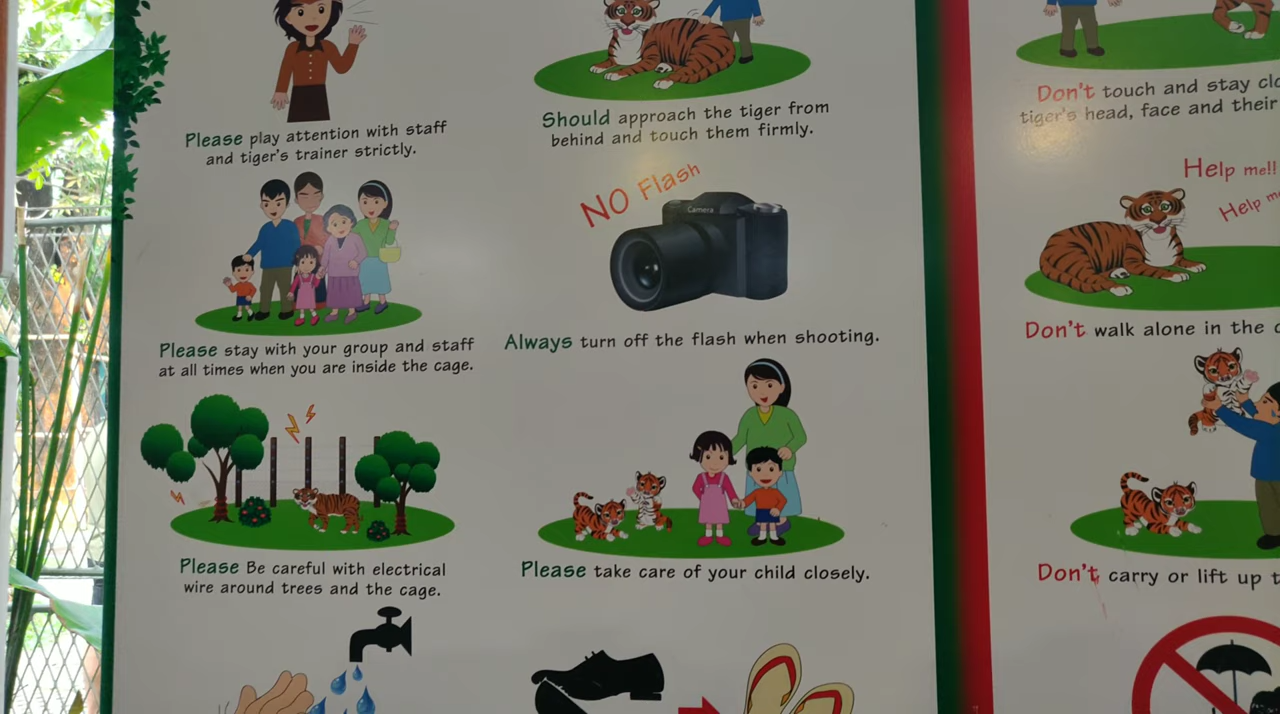 Please play attention with staff
and tiger's trainer strictly.
Should approach the tiger from
behind and touch them firmly.
NO Flash
Camera
Please stay with your group and staff
at all times when you are inside the cage.
Always turn off the flash when shooting.
Please Be careful with electrical
wire around trees and the cage.
Please take care of your child closely.
Don't touch and stay
tiger's head, face and their
Help me!!
Help
Don't walk alone in the
Don't carry or lift up